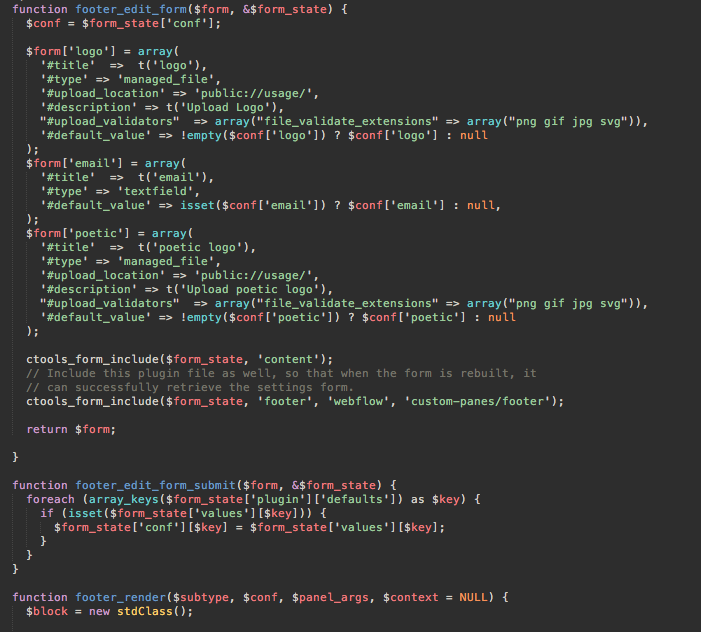 function footer_edit_form($form, &$form_state) {
$conf = $form_state['conf'];
$form['logo'] = array(
'#title'  =>  t('logo'),
'#type' => 'managed_file',
'#upload_location' => 'public://usage/',
'#description' => t('Upload Logo'),
"#upload_validators"  => array("file_validate_extensions" => array("png gif jpg svg")),
'#default_value' => !empty($conf['logo']) ? $conf['logo'] : null
);
$form['email'] = array(
'#title'  =>  t('email'),
'#type' => 'textfield',
'#default_value' => isset($conf['email']) ? $conf['email'] : null,
);
$form['poetic'] = array(
'#title'  =>  t('poetic logo'),
'#type' => 'managed_file',
'#upload_location' => 'public://usage/',
'#description' => t('Upload poetic logo'),
"#upload_validators"  => array("file_validate_extensions" => array("png gif jpg svg")),
'#default_value' => !empty($conf['poetic']) ? $conf['poetic'] : null
);
ctools_form_include($form_state, 'content');
// Include this plugin file as well, so that when the form is rebuilt, it
// can successfully retrieve the settings form.
ctools_form_include($form_state, 'footer', 'webflow', 'custom-panes/footer');
return $form;
}
function footer_edit_form_submit($form, &$form_state) {
foreach (array_keys($form_state['plugin']['defaults']) as $key) {
if (isset($form_state['values'][$key])) {
$form_state['conf'][$key] = $form_state['values'][$key];
}
}
}
function footer_render($subtype, $conf, $panel_args, $context = NULL) {
$block = new stdClass();